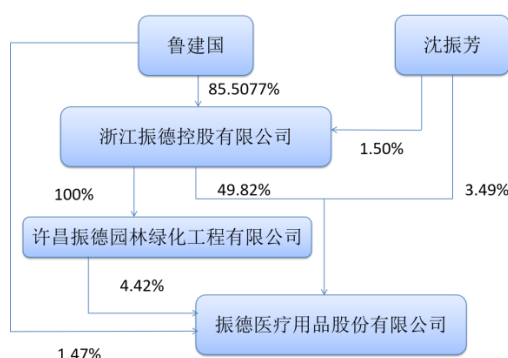 鲁建国
沈振芳
85.5077%
浙江振德控股有限公司
1.50%
100%
49.82%
3.49%
许昌振德园林绿化工程有限公司
4.42%
振德医疗用品股份有限公司
1.47%